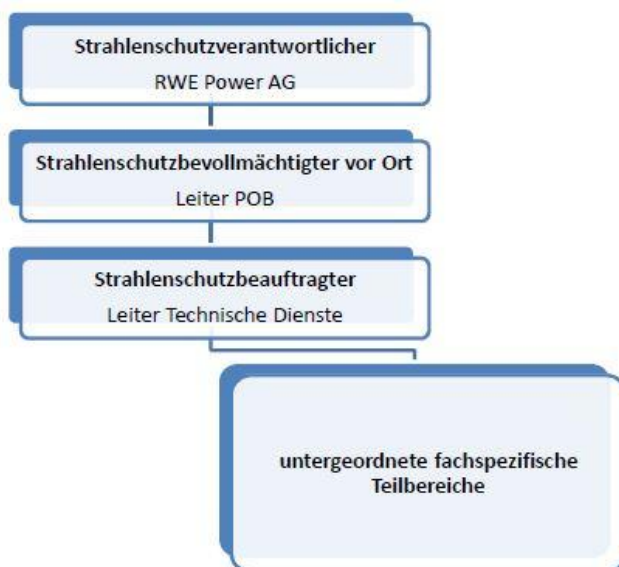 Strahlenschutzverantwortlicher
RWE Power AG
Strahlenschutzbevollmächtigter vor Ort
Leiter POB
Strahlenschutzbeauftragter
Leiter Technische Dienste
untergeordnete fachspezifische
Teilbereiche